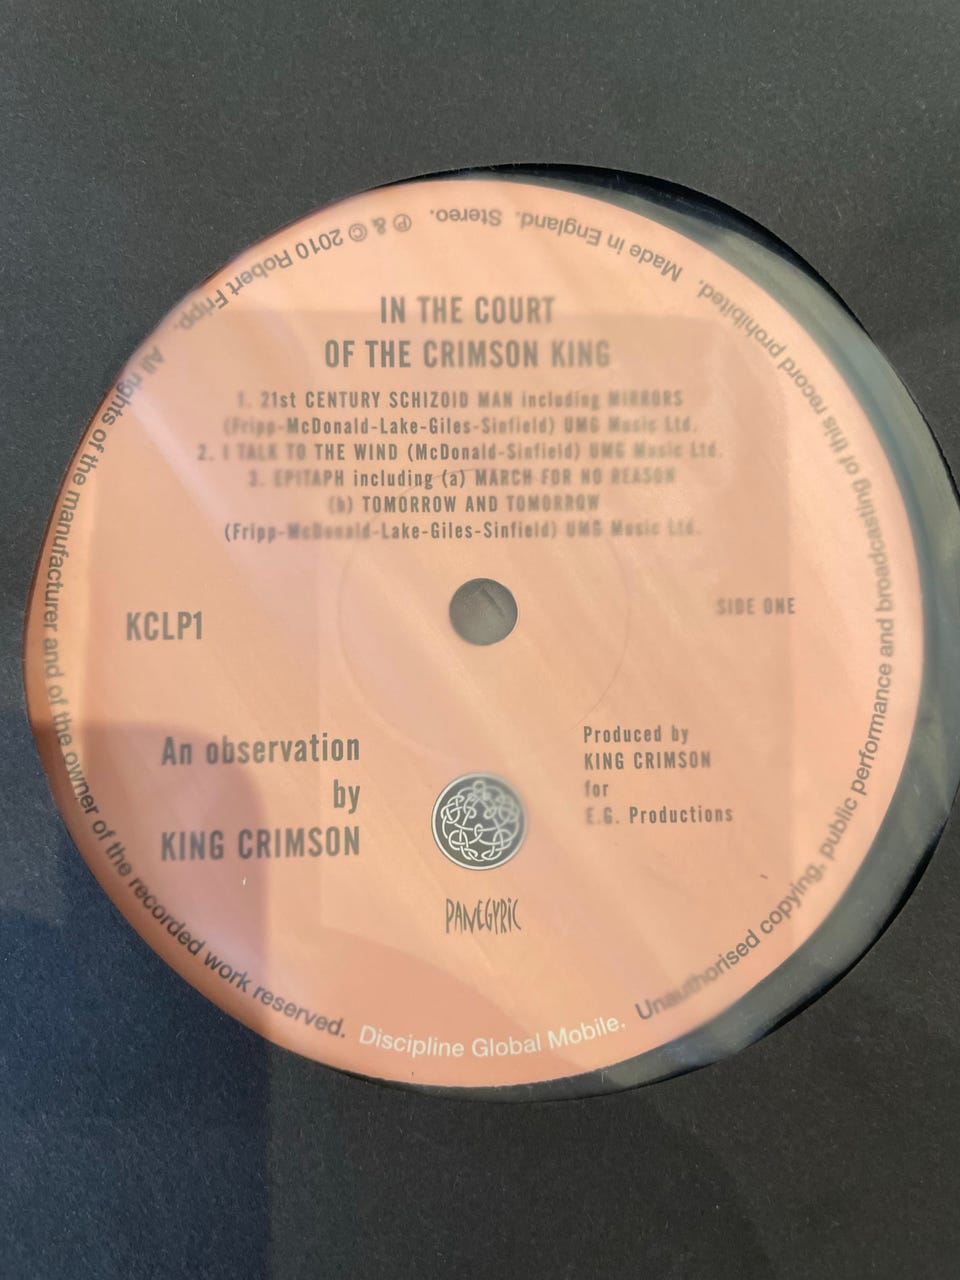 IN THE COURT
OF THE CRIMSON KING
1. 21st CENTURY SCHIZOID MAN including MIRRORS
(Fripp-McDonald-Lake-Giles-Sinfield) UMG Music Ltd.
2. I TALK TO THE WIND (McDonald-Sinfield) UMG Music Ltd.
3. EPITAPH including (a) MARCH FOR NO REASON
(b) TOMORROW AND TOMORROW
(Fripp-McDonald-Lake-Giles-Sinfield) UMG Music Ltd.
KCLP1
SIDE ONE
An observation
by
KING CRIMSON
Produced by
KING CRIMSON
for
E.G. Productions
PANEGYRIC
All rights of the manufacturer and of the owner of the recorded work reserved. Discipline Global Mobile. Unauthorised copying, public performance and broadcasting of this record prohibited. Made in England. Stereo. ℗ & © 2010 Robert Fripp.